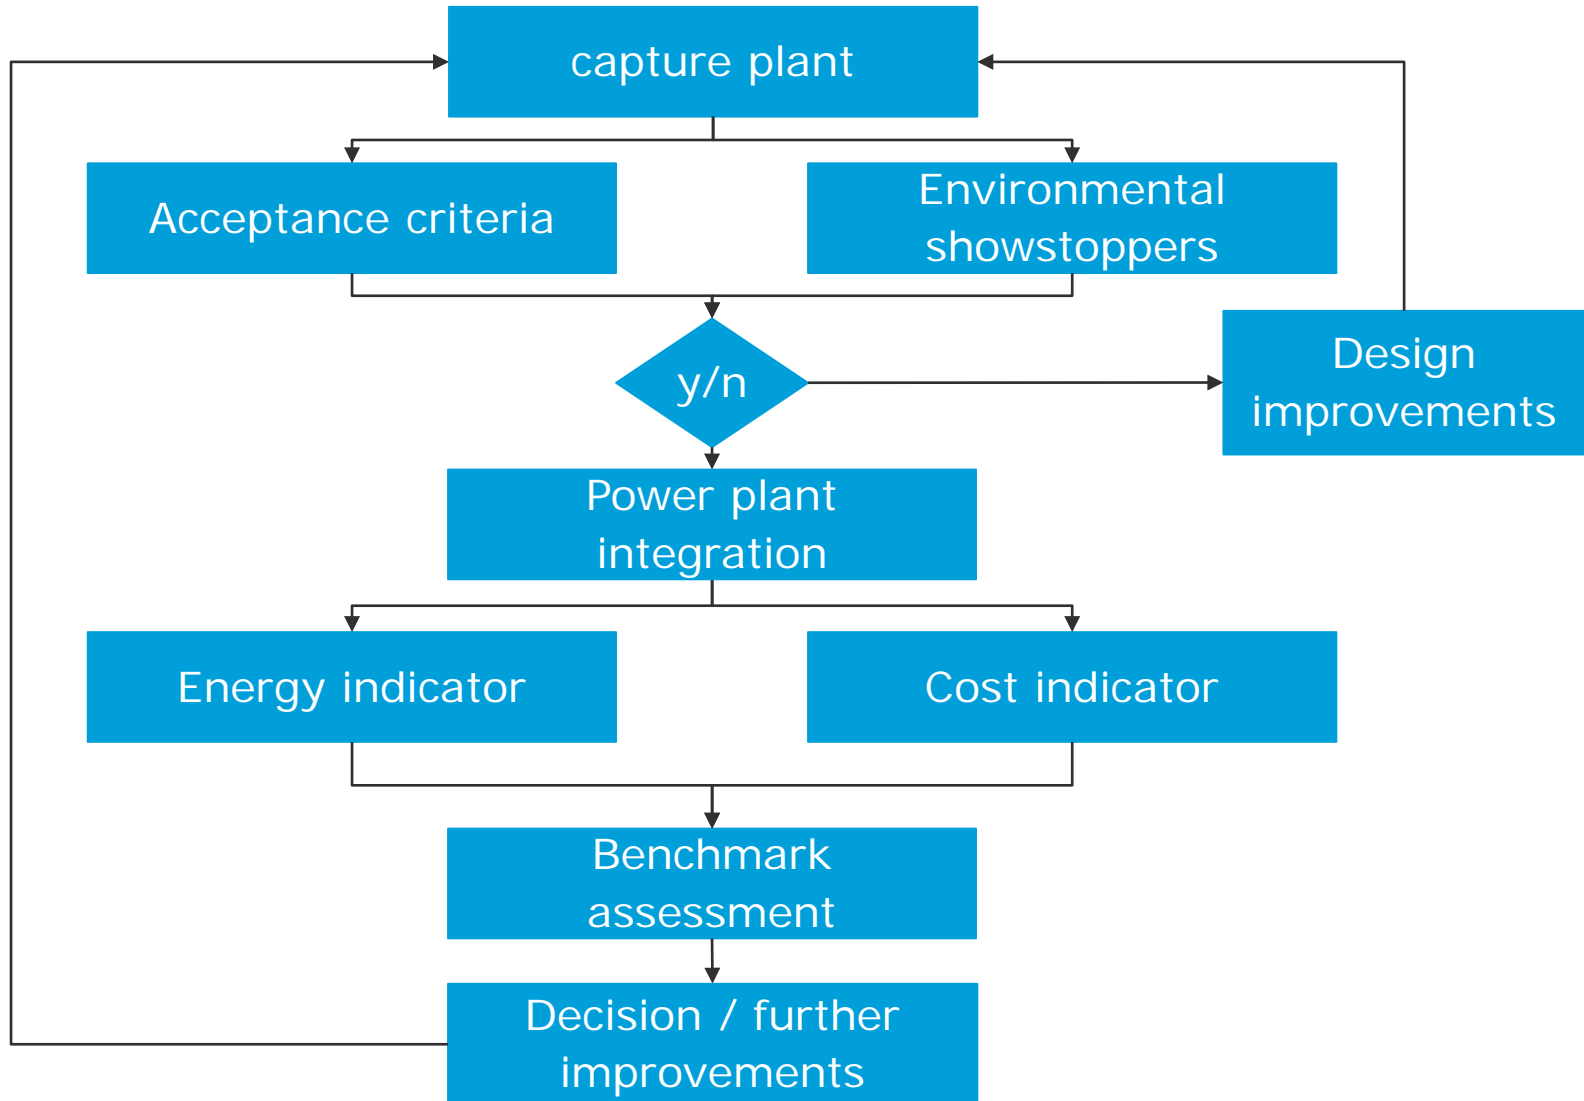 capture plant
Acceptance criteria
Environmental
showstoppers
y/n
Design
improvements
Power plant
integration
Energy indicator
Cost indicator
Benchmark
assessment
Decision / further
improvements